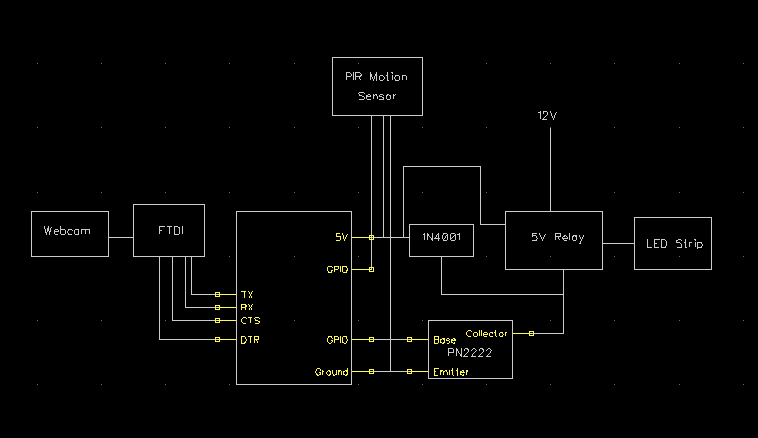 PIR Motion
Sensor
12V
Webcam
FTDI
5V
1N4001
5V Relay
LED Strip
GPIO
TX
RX
CTS
DTR
GPIO
Ground
Collector
Base
PN2222
Emitter